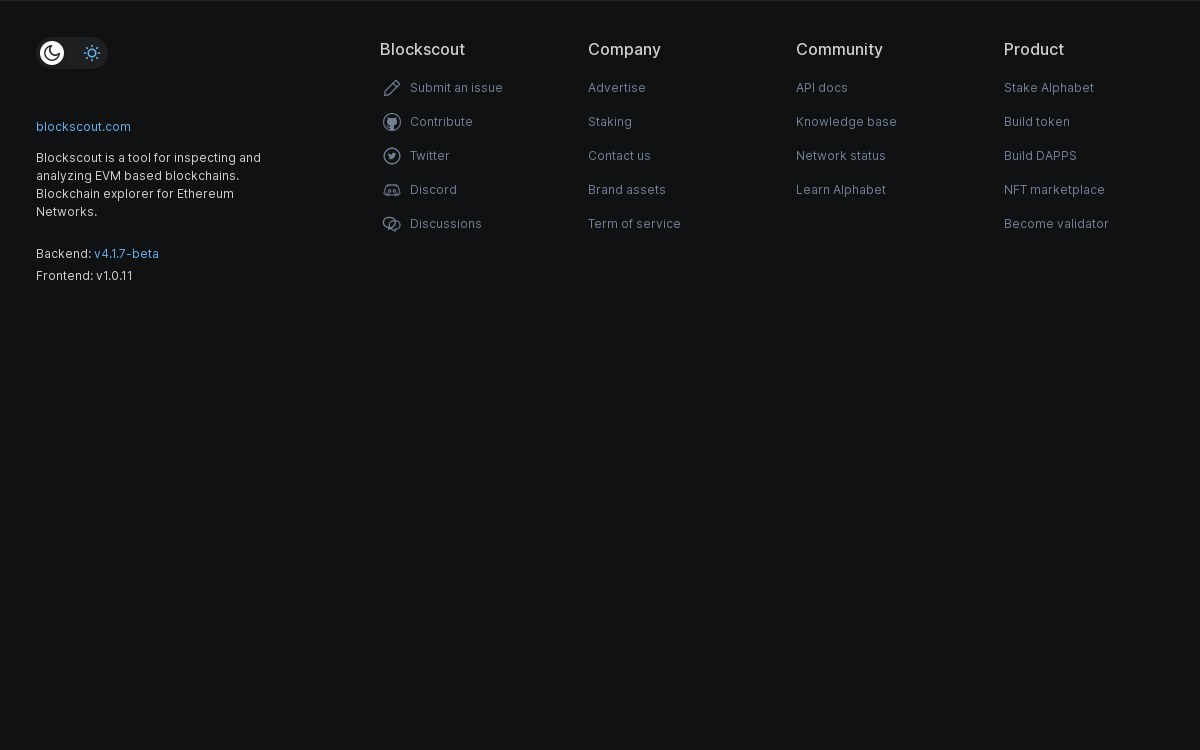 blockscout.com
Blockscout is a tool for inspecting and
analyzing EVM based blockchains.
Blockchain explorer for Ethereum
Networks.
Backend: v4.1.7-beta
Frontend: v1.0.11
Blockscout
Submit an issue
Contribute
Twitter
Discord
Discussions
Company
Advertise
Staking
Contact us
Brand assets
Term of service
Community
API docs
Knowledge base
Network status
Learn Alphabet
Product
Stake Alphabet
Build token
Build DAPPS
NFT marketplace
Become validator